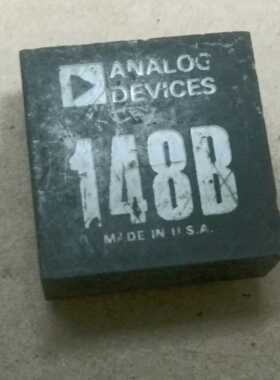 ANALOG
DEVICES
148B
MADE IN U.S.A.